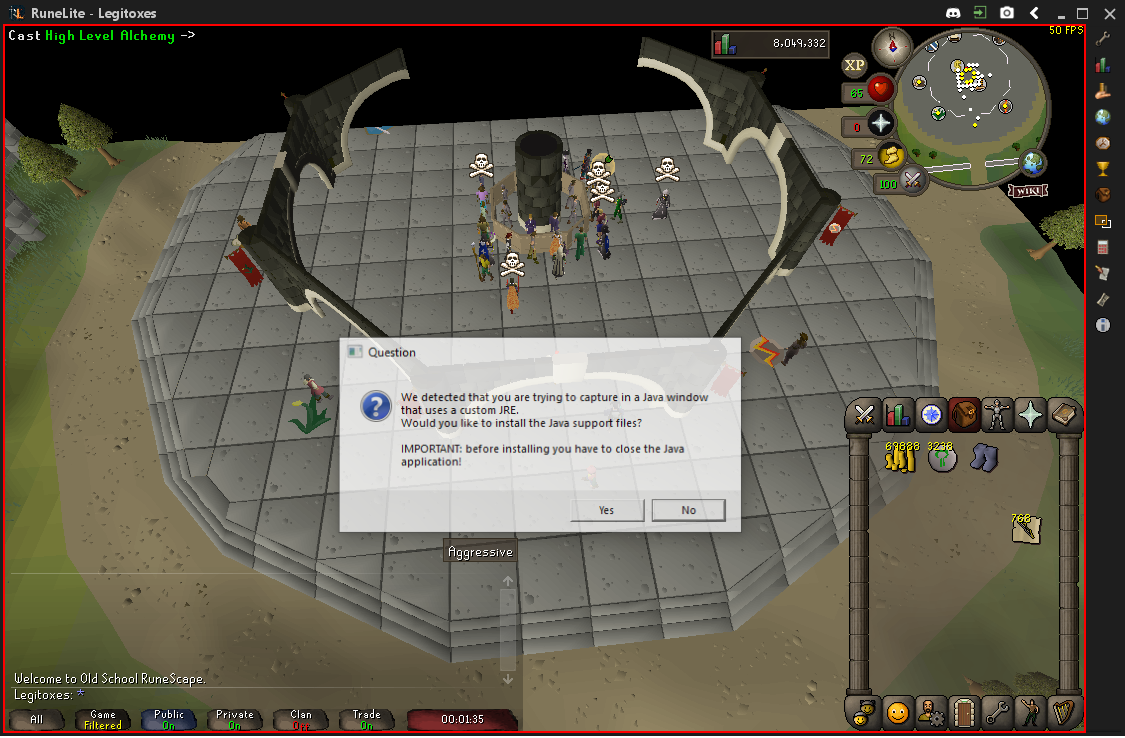 RuneLite - Legitoxes
50 FPS
Cast High Level Alchemy ->
8,049,332
XP
65
0
72
100
WIKI
Question
We detected that you are trying to capture in a Java window
that uses a custom JRE.
Would you like to install the Java support files?
IMPORTANT: before installing you have to close the Java
application!
Yes
No
69888
3238
768
Aggressive
Welcome to Old School RuneScape.
Legitoxes: *
All
Game
Filtered
Public
On
Private
On
Clan
Off
Trade
On
00:01:35